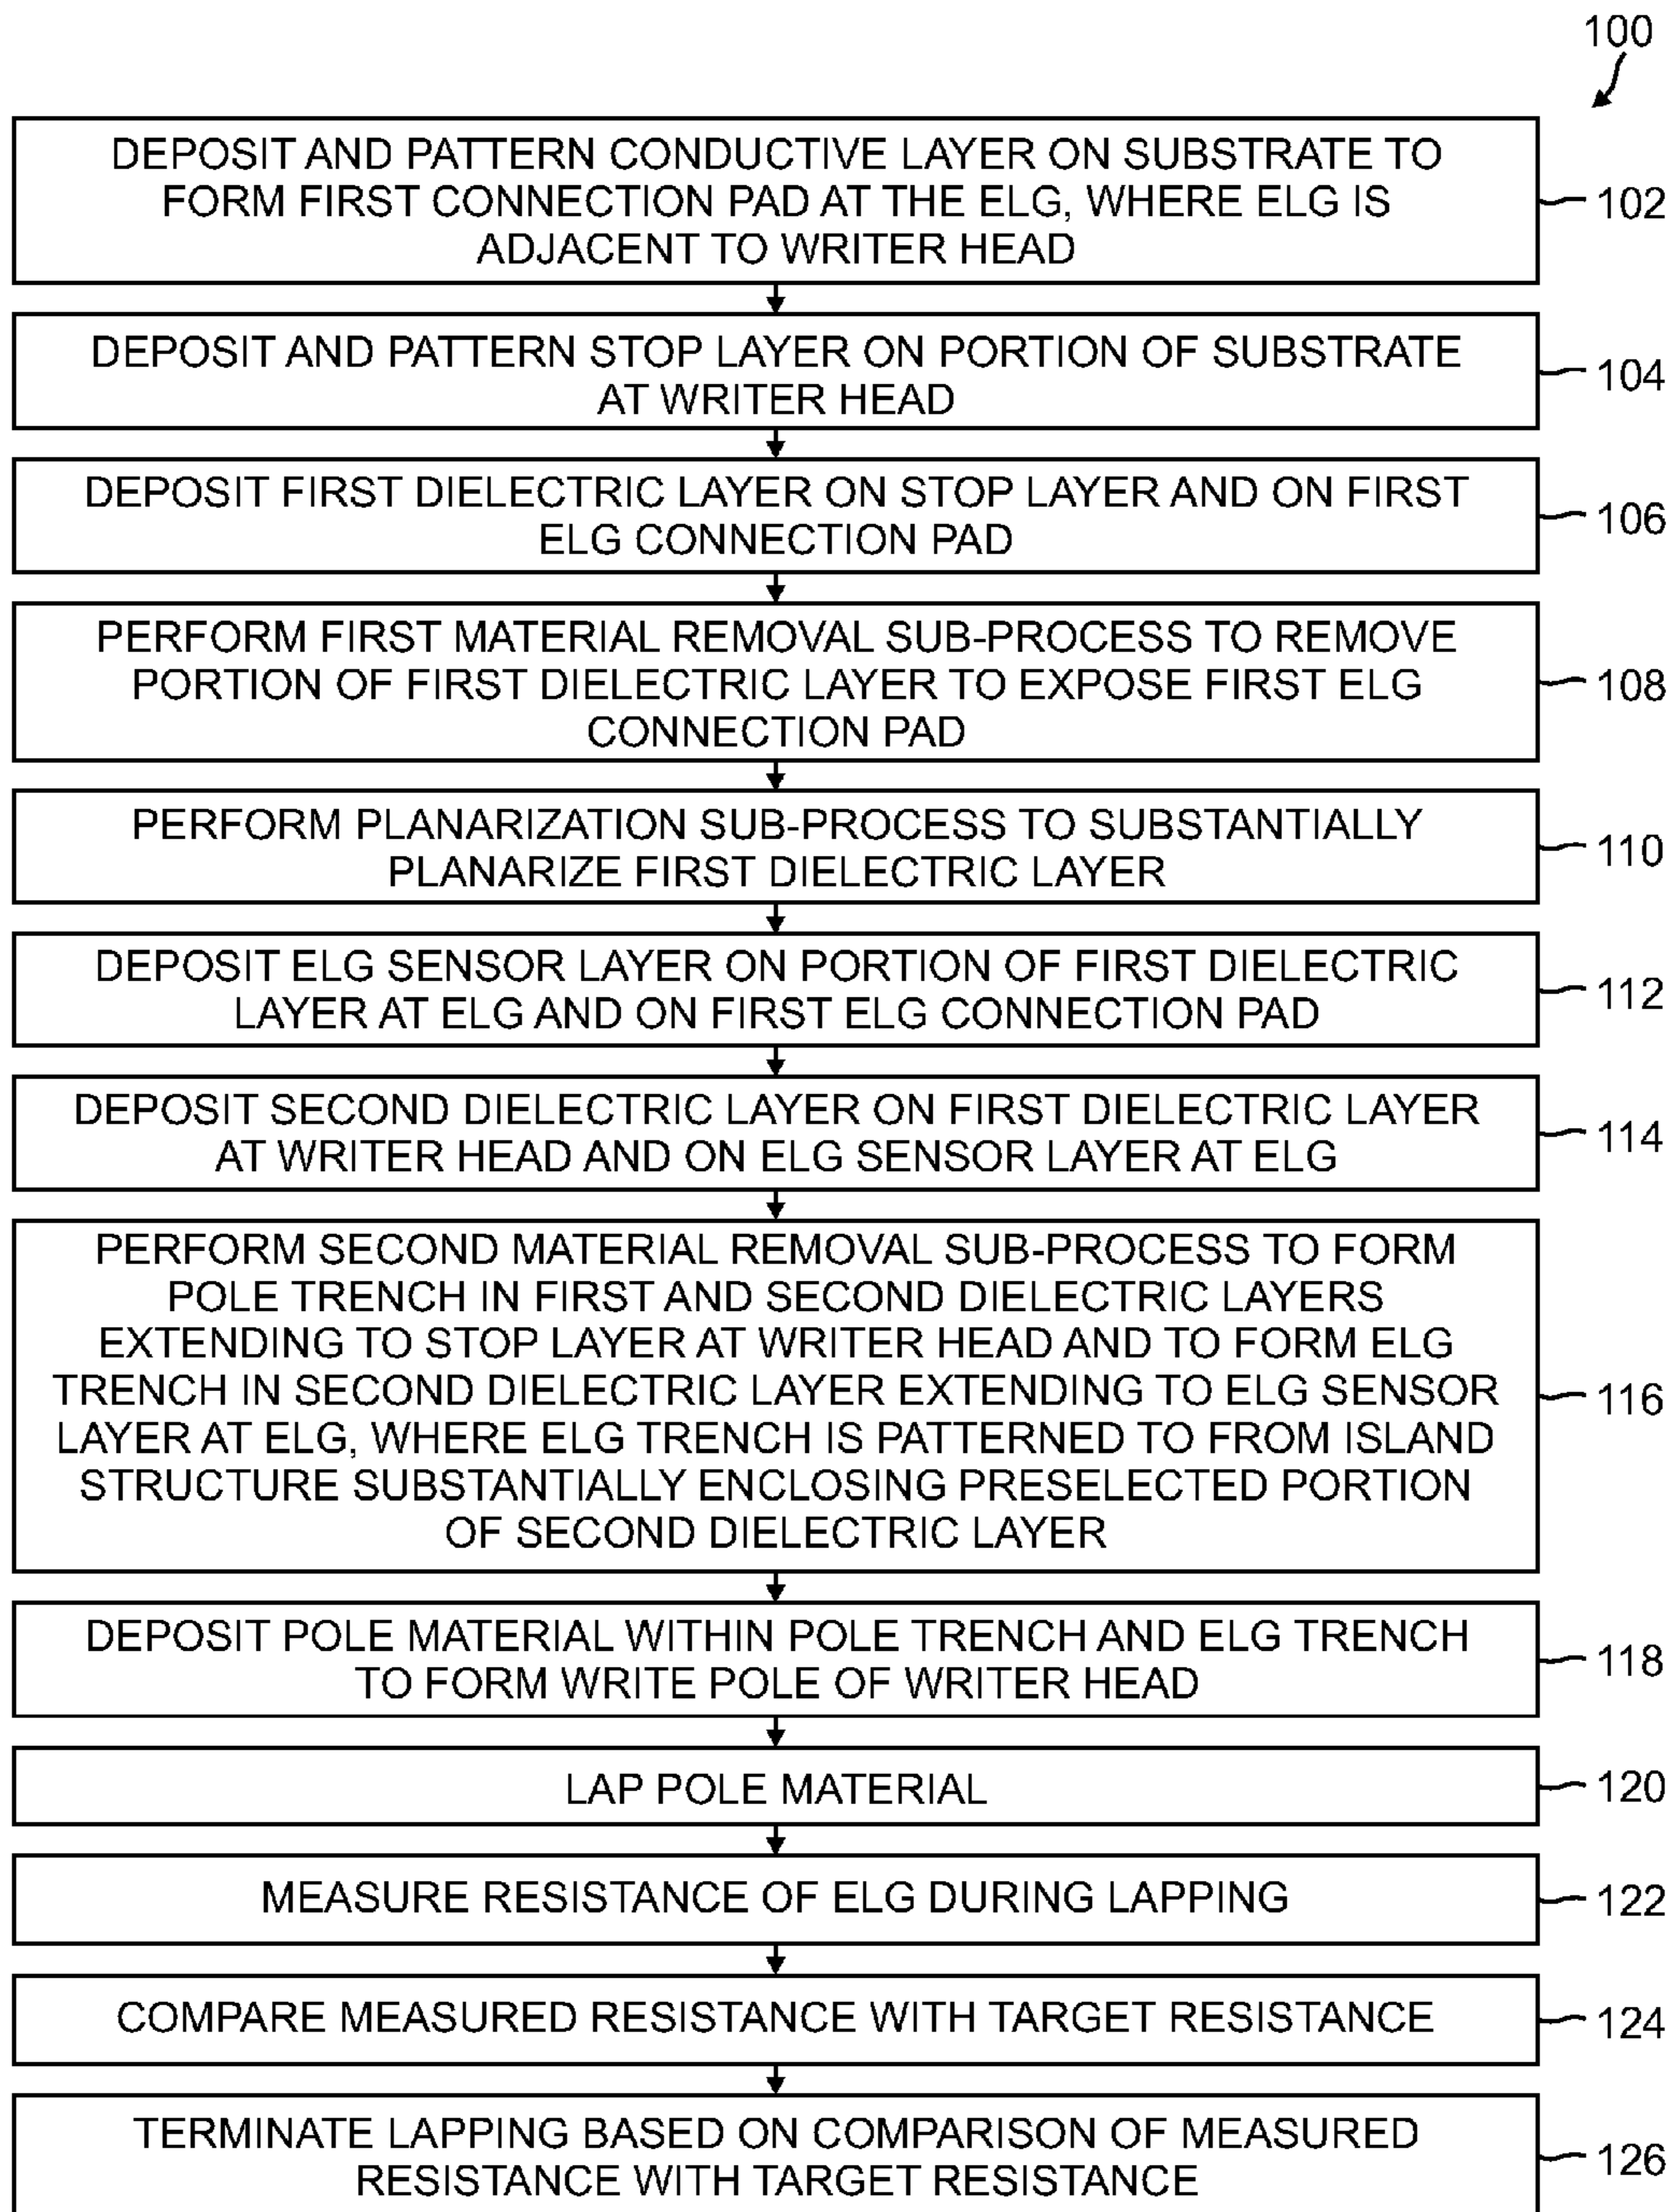 100
DEPOSIT AND PATTERN CONDUCTIVE LAYER ON SUBSTRATE TO
FORM FIRST CONNECTION PAD AT THE ELG, WHERE ELG IS
ADJACENT TO WRITER HEAD
102
DEPOSIT AND PATTERN STOP LAYER ON PORTION OF SUBSTRATE
AT WRITER HEAD
104
DEPOSIT FIRST DIELECTRIC LAYER ON STOP LAYER AND ON FIRST
ELG CONNECTION PAD
106
PERFORM FIRST MATERIAL REMOVAL SUB-PROCESS TO REMOVE
PORTION OF FIRST DIELECTRIC LAYER TO EXPOSE FIRST ELG
CONNECTION PAD
108
PERFORM PLANARIZATION SUB-PROCESS TO SUBSTANTIALLY
PLANARIZE FIRST DIELECTRIC LAYER
110
DEPOSIT ELG SENSOR LAYER ON PORTION OF FIRST DIELECTRIC
LAYER AT ELG AND ON FIRST ELG CONNECTION PAD
112
DEPOSIT SECOND DIELECTRIC LAYER ON FIRST DIELECTRIC LAYER
AT WRITER HEAD AND ON ELG SENSOR LAYER AT ELG
114
PERFORM SECOND MATERIAL REMOVAL SUB-PROCESS TO FORM
POLE TRENCH IN FIRST AND SECOND DIELECTRIC LAYERS
EXTENDING TO STOP LAYER AT WRITER HEAD AND TO FORM ELG
TRENCH IN SECOND DIELECTRIC LAYER EXTENDING TO ELG SENSOR
LAYER AT ELG, WHERE ELG TRENCH IS PATTERNED TO FROM ISLAND
STRUCTURE SUBSTANTIALLY ENCLOSING PRESELECTED PORTION
OF SECOND DIELECTRIC LAYER
116
DEPOSIT POLE MATERIAL WITHIN POLE TRENCH AND ELG TRENCH
TO FORM WRITE POLE OF WRITER HEAD
118
LAP POLE MATERIAL
120
MEASURE RESISTANCE OF ELG DURING LAPPING
122
COMPARE MEASURED RESISTANCE WITH TARGET RESISTANCE
124
TERMINATE LAPPING BASED ON COMPARISON OF MEASURED
RESISTANCE WITH TARGET RESISTANCE
126